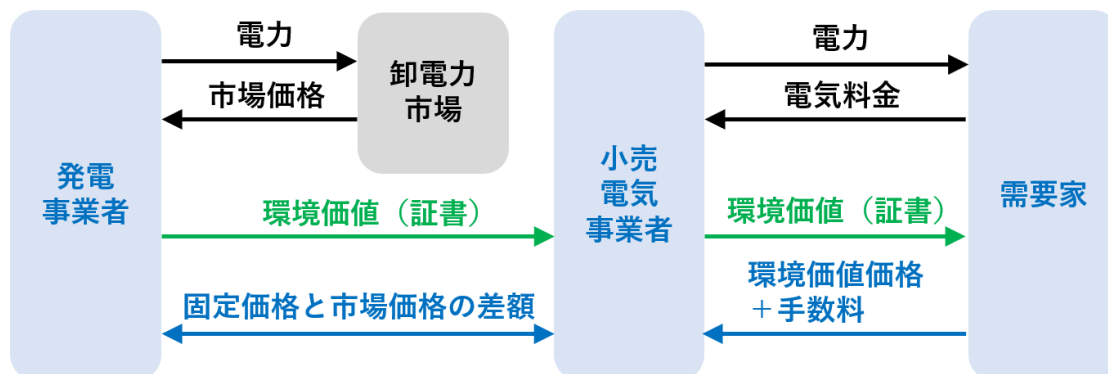 発電
事業者
電力
市場価格
卸電力
市場
環境価値（証書）
固定価格と市場価格の差額
小売
電気
事業者
電力
電気料金
環境価値（証書）
環境価値価格
＋手数料
需要家